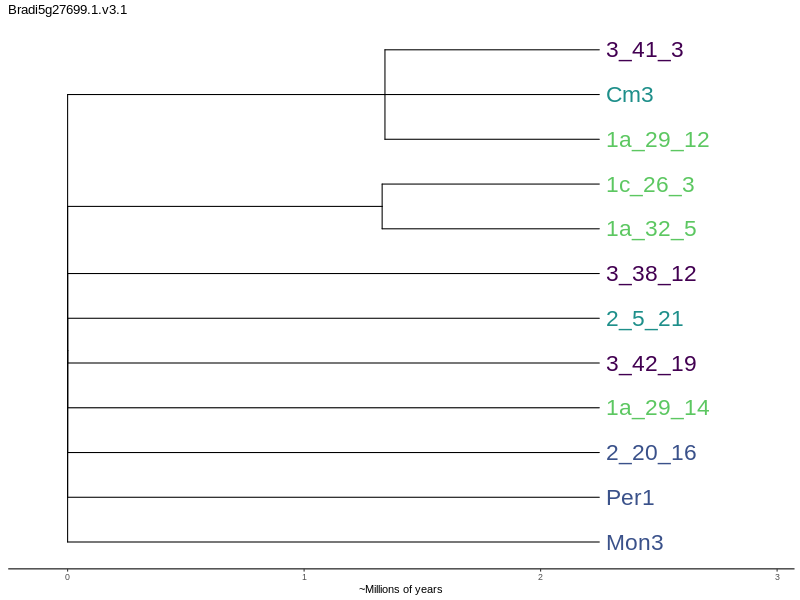 Bradi5g27699.1.v3.1
3_41_3
Cm3
1a_29_12
1c_26_3
1a_32_5
3_38_12
2_5_21
3_42_19
1a_29_14
2_20_16
Per1
Mon3
0 1 2 3
~Millions of years